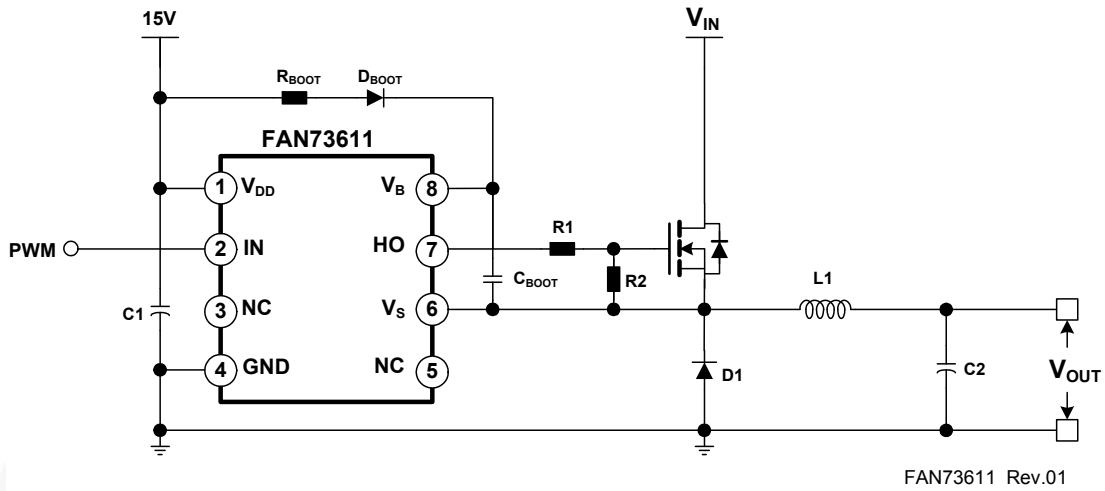 15V
VIN
RBOOT DBOOT
FAN73611
1 VDD VB 8
PWM 2 IN HO 7 R1
R2
L1
C1 3 NC VS 6 CBOOT
4 GND NC 5 D1 C2 VOUT
FAN73611 Rev.01